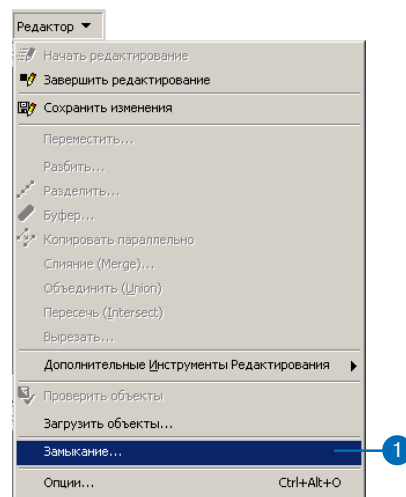 Редактор
Начать редактирование
Завершить редактирование
Сохранить изменения
Переместить...
Разбить...
Разделить...
Буфер...
Копировать параллельно
Слияние (Merge)...
Объединить (Union)
Пересечь (Intersect)
Вырезать...
Дополнительные Инструменты Редактирования
Проверить объекты
Загрузить объекты...
Замыкание... 1
Опции... Ctrl+Alt+O